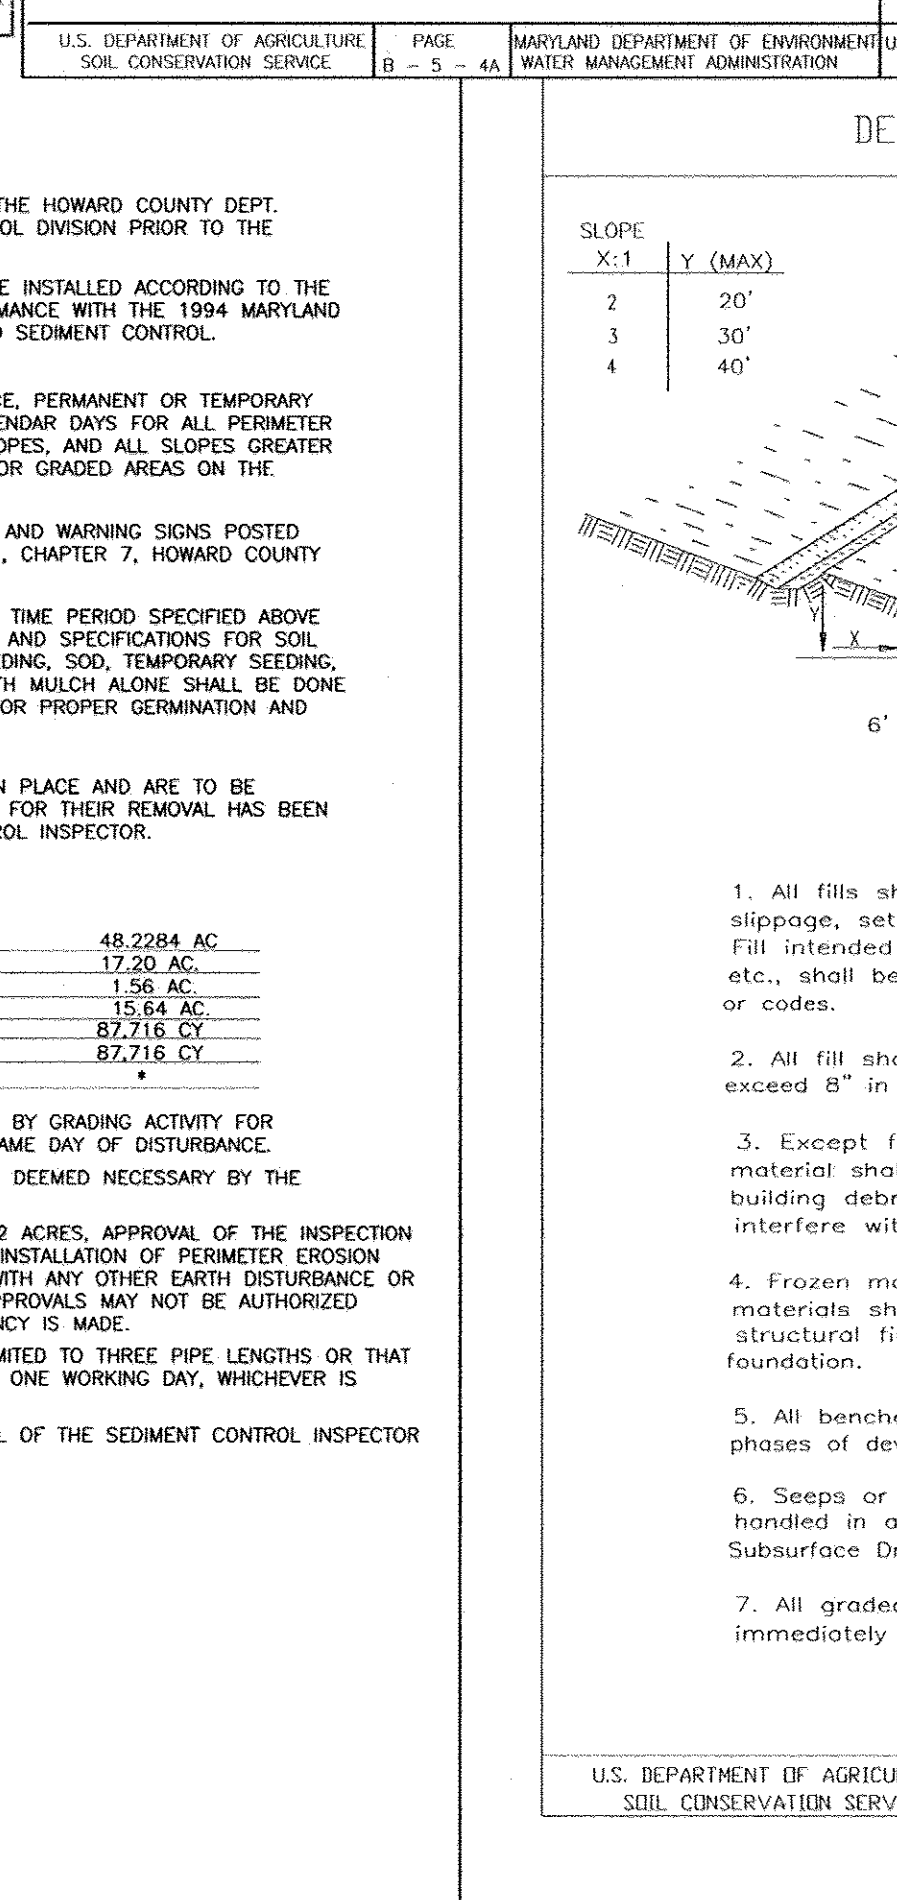 U.S. DEPARTMENT OF AGRICULTURE
SOIL CONSERVATION SERVICE
PAGE
B - 5 - 4A
MARYLAND DEPARTMENT OF ENVIRONMENT
WATER MANAGEMENT ADMINISTRATION
U
THE HOWARD COUNTY DEPT.
OL DIVISION PRIOR TO THE
E INSTALLED ACCORDING TO THE
MANCE WITH THE 1994 MARYLAND
SEDIMENT CONTROL.
CE, PERMANENT OR TEMPORARY
ENDAR DAYS FOR ALL PERIMETER
OPES, AND ALL SLOPES GREATER
OR GRADED AREAS ON THE
AND WARNING SIGNS POSTED
, CHAPTER 7, HOWARD COUNTY
TIME PERIOD SPECIFIED ABOVE
AND SPECIFICATIONS FOR SOIL
EDING, SOD, TEMPORARY SEEDING,
TH MULCH ALONE SHALL BE DONE
OR PROPER GERMINATION AND
N PLACE AND ARE TO BE
FOR THEIR REMOVAL HAS BEEN
ROL INSPECTOR.
48.2284 AC
17.20 AC.
1.56 AC.
15.64 AC.
87,716 CY
87,716 CY
*
BY GRADING ACTIVITY FOR
AME DAY OF DISTURBANCE.
DEEMED NECESSARY BY THE
2 ACRES, APPROVAL OF THE INSPECTION
INSTALLATION OF PERIMETER EROSION
WITH ANY OTHER EARTH DISTURBANCE OR
PPROVALS MAY NOT BE AUTHORIZED
NCY IS MADE.
MITED TO THREE PIPE LENGTHS OR THAT
ONE WORKING DAY, WHICHEVER IS
L OF THE SEDIMENT CONTROL INSPECTOR
DE
SLOPE
X:1 Y (MAX)
2 20'
3 30'
4 40'
Y
X
6'
1. All fills sh
slippage, set
Fill intended
etc., shall be
or codes.
2. All fill sha
exceed 8" in
3. Except f
material shal
building debr
interfere wit
4. Frozen ma
materials sh
structural fi
foundation.
5. All benche
phases of dev
6. Seeps or
handled in a
Subsurface Dr
7. All graded
immediately
U.S. DEPARTMENT OF AGRICU
SOIL CONSERVATION SERV